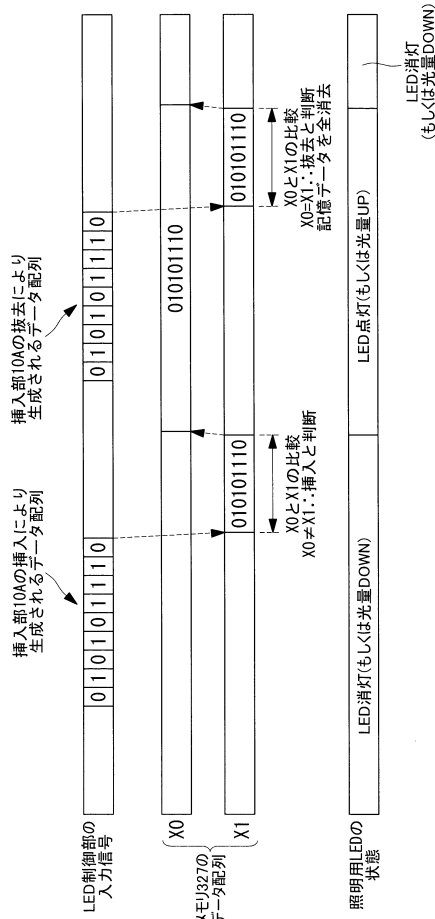 挿入部10Aの挿入により
生成されるデータ配列
挿入部10Aの抜去により
生成されるデータ配列
LED制御部の
入力信号
0 1 0 1 0 1 1 1 0
0 1 0 1 0 1 1 1 0
メモリ327の
データ配列
X0
010101110
X1
010101110
010101110
X0とX1の比較
X0≠X1∴挿入と判断
X0とX1の比較
X0=X1∴抜去と判断
記憶データを全消去
照明用LEDの
状態
LED消灯(もしくは光量DOWN)
LED点灯(もしくは光量UP)
LED消灯
(もしくは光量DOWN)